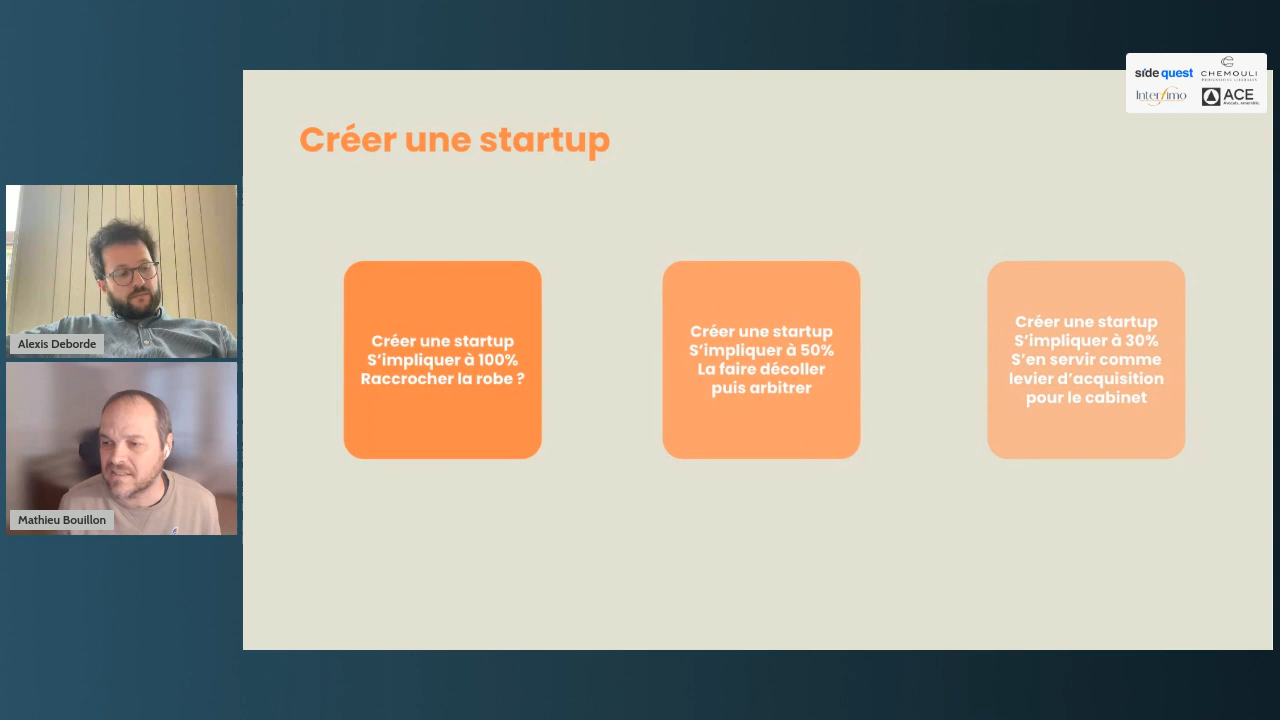 side quest
CHEMOULI
Interfimo
ACE
Créer une startup
Créer une startup
S'impliquer à 100%
Raccrocher la robe ?
Créer une startup
S'impliquer à 50%
La faire décoller
puis arbitrer
Créer une startup
S'impliquer à 30%
S'en servir comme
levier d'acquisition
pour le cabinet
Alexis Deborde
Mathieu Bouillon